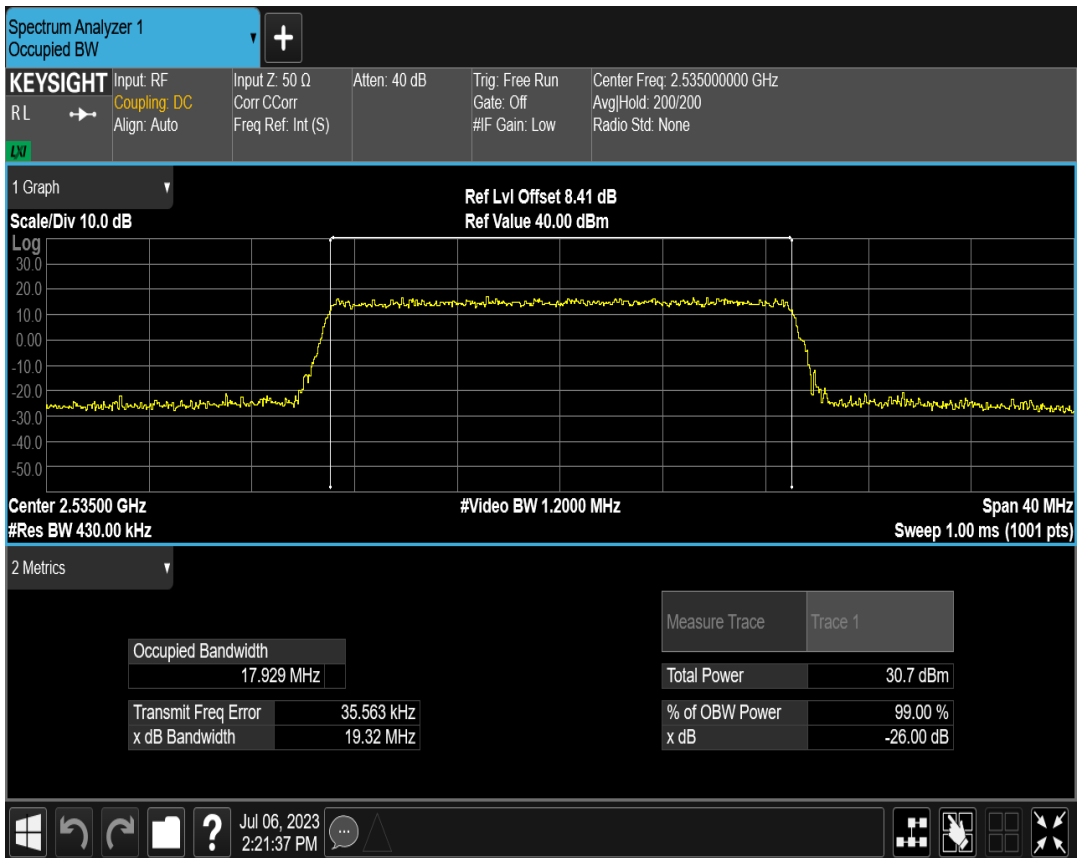 Spectrum Analyzer 1
Occupied BW
+
KEYSIGHT
R L
LXI
Input: RF
Coupling: DC
Align: Auto
Input Z: 50 Ω
Corr CCorr
Freq Ref: Int (S)
Atten: 40 dB
Trig: Free Run
Gate: Off
#IF Gain: Low
Center Freq: 2.535000000 GHz
Avg|Hold: 200/200
Radio Std: None
1 Graph
Scale/Div 10.0 dB
Ref Lvl Offset 8.41 dB
Ref Value 40.00 dBm
Log
30.0
20.0
10.0
0.00
-10.0
-20.0
-30.0
-40.0
-50.0
Center 2.53500 GHz
#Video BW 1.2000 MHz
Span 40 MHz
#Res BW 430.00 kHz
Sweep 1.00 ms (1001 pts)
2 Metrics
Measure Trace Trace 1
Occupied Bandwidth
17.929 MHz
Total Power 30.7 dBm
Transmit Freq Error 35.563 kHz
% of OBW Power 99.00 %
x dB Bandwidth 19.32 MHz
x dB -26.00 dB
?
Jul 06, 2023
2:21:37 PM